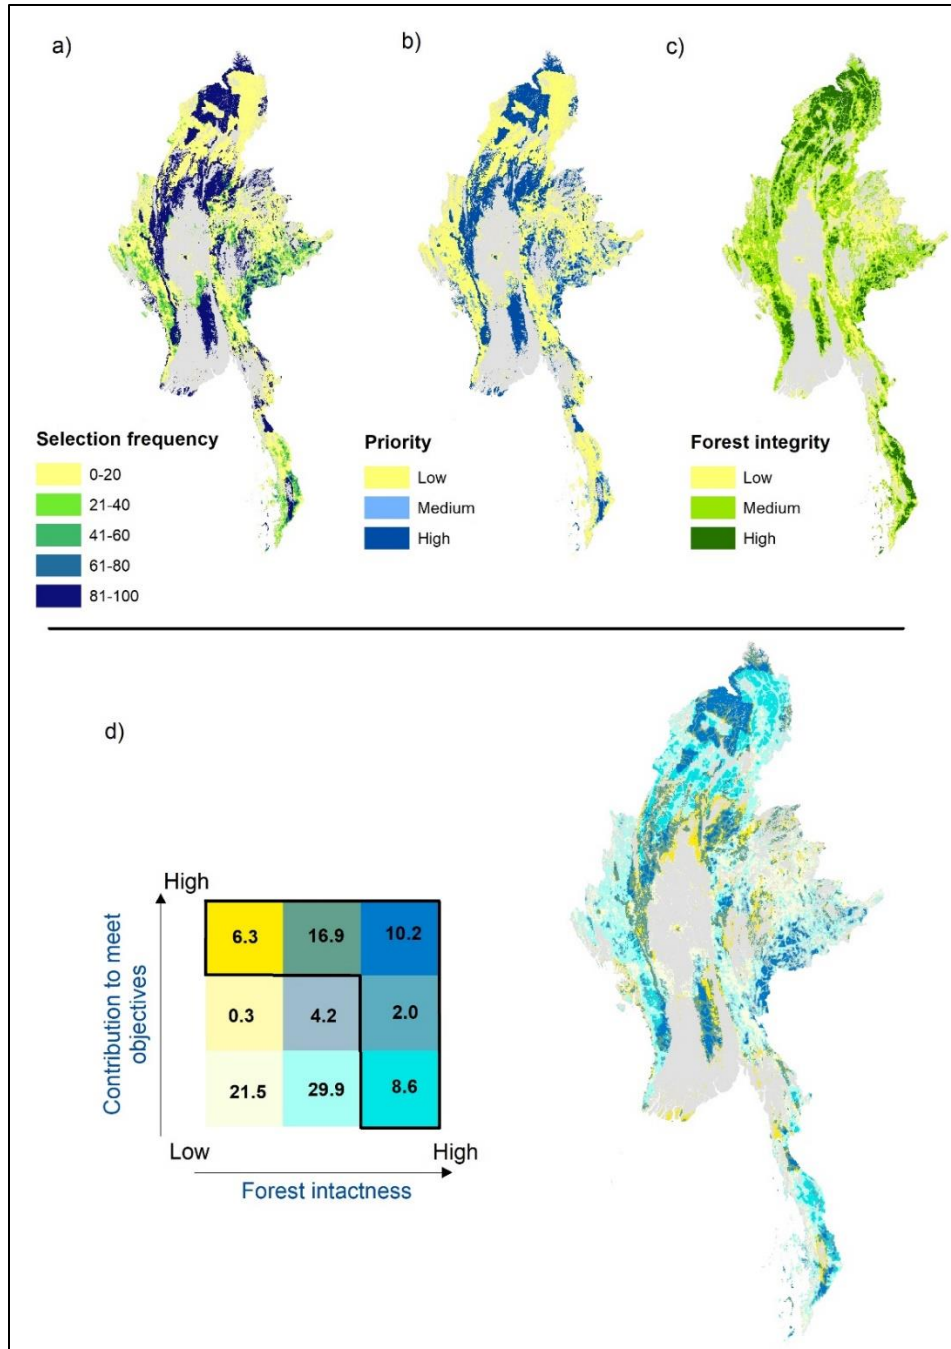 a)
b)
c)
Selection frequency
0-20
21-40
41-60
61-80
81-100
Priority
Low
Medium
High
Forest integrity
Low
Medium
High
d)
High
Contribution to meet
objectives
6.3 16.9 10.2
0.3 4.2 2.0
21.5 29.9 8.6
Low High
Forest intactness